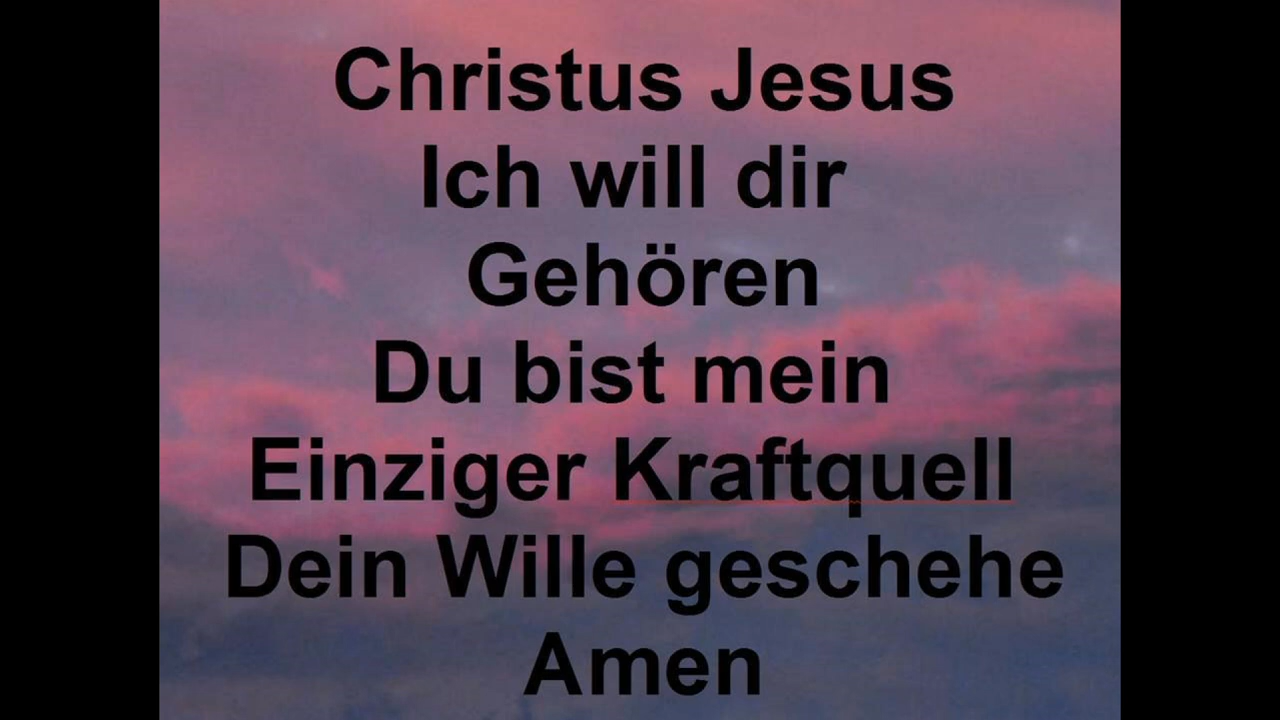 Christus Jesus
Ich will dir
Gehören
Du bist mein
Einziger Kraftquell
Dein Wille geschehe
Amen